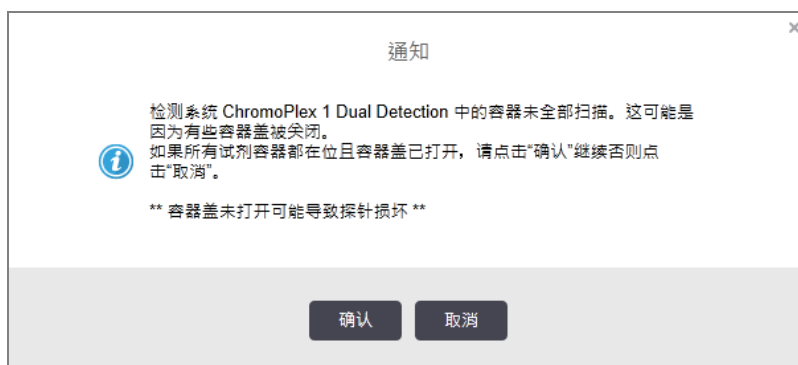 通知
检测系统 ChromoPlex 1 Dual Detection 中的容器未全部扫描。这可能是
因为有些容器盖被关闭。
如果所有试剂容器都在位且容器盖已打开，请点击“确认”继续否则点
击“取消”。
** 容器盖未打开可能导致探针损坏 **
确认 取消